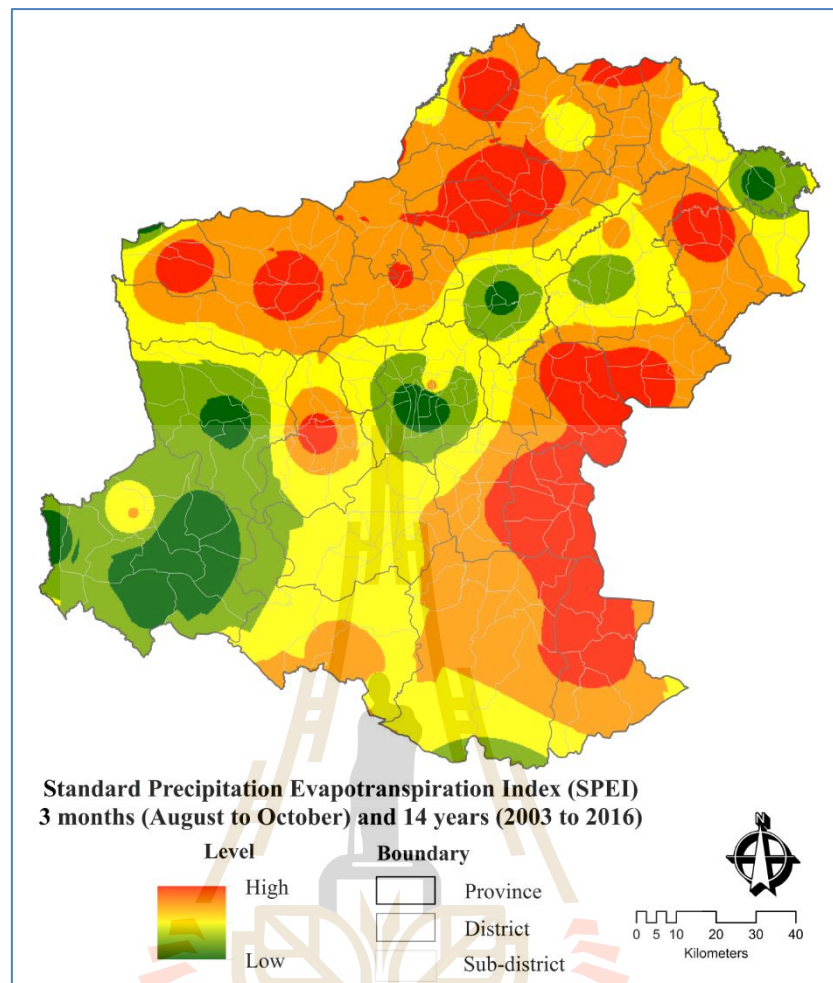 Standard Precipitation Evapotranspiration Index (SPEI)
3 months (August to October) and 14 years (2003 to 2016)
Level
High
Low
Boundary
Province
District
Sub-district
N
0 5 10 20 30 40
Kilometers